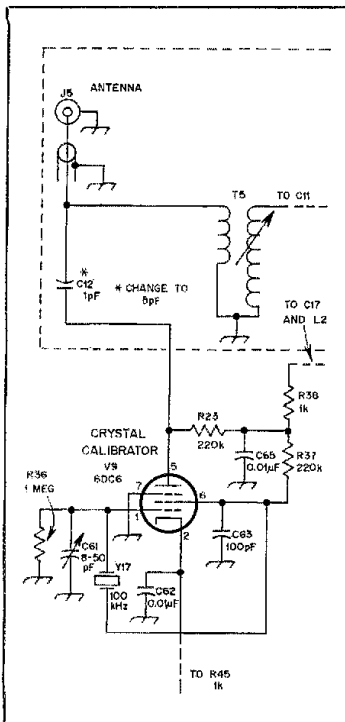 J5
ANTENNA
T5
TO C11
*
C12
1pF
* CHANGE TO
5pF
TO C17
AND L2
R38
1k
R23
220k
CRYSTAL
CALIBRATOR
V9
6DC6
C65
0.01µF
R37
220k
R36
1 MEG
5
7
6
1
2
C61
8-50
pF
Y17
100
kHz
C62
0.01µF
C63
100pF
TO R45
1k